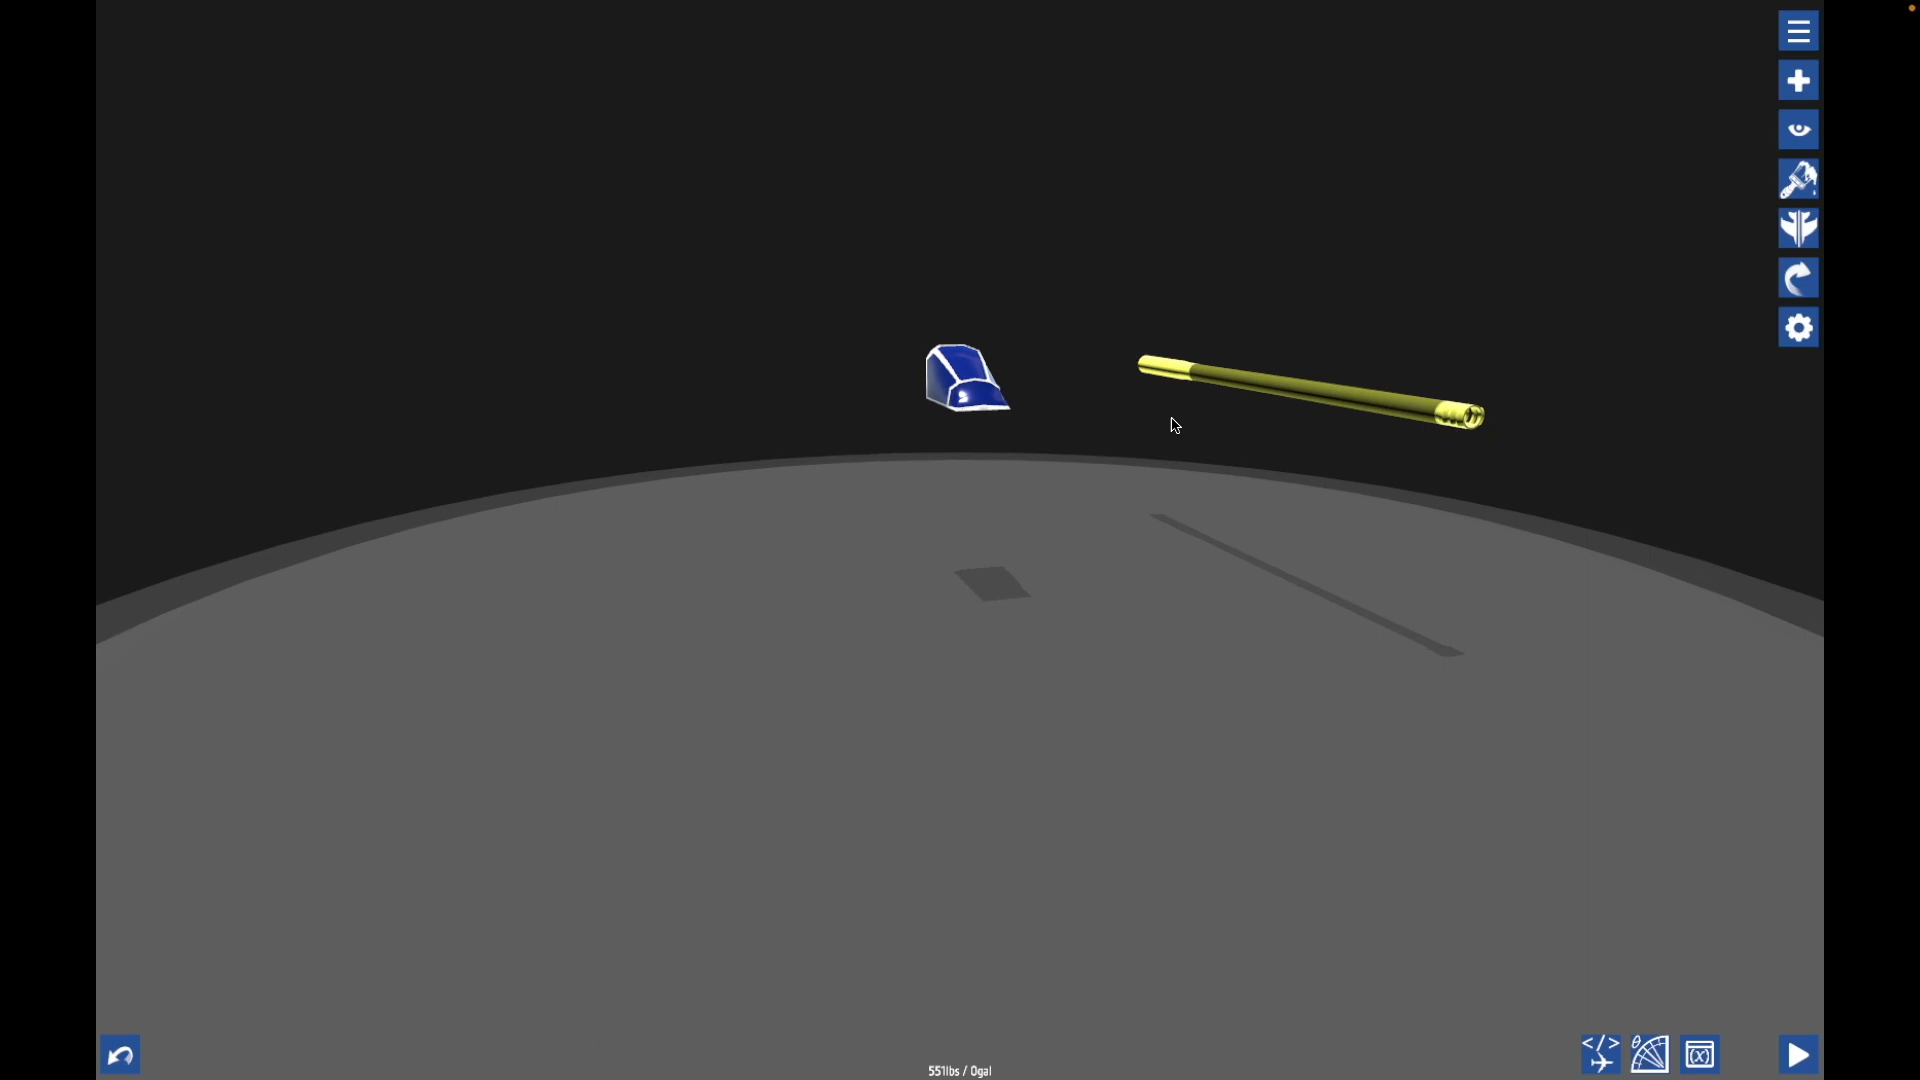 </>
θ
(x)
551lbs / 0gal